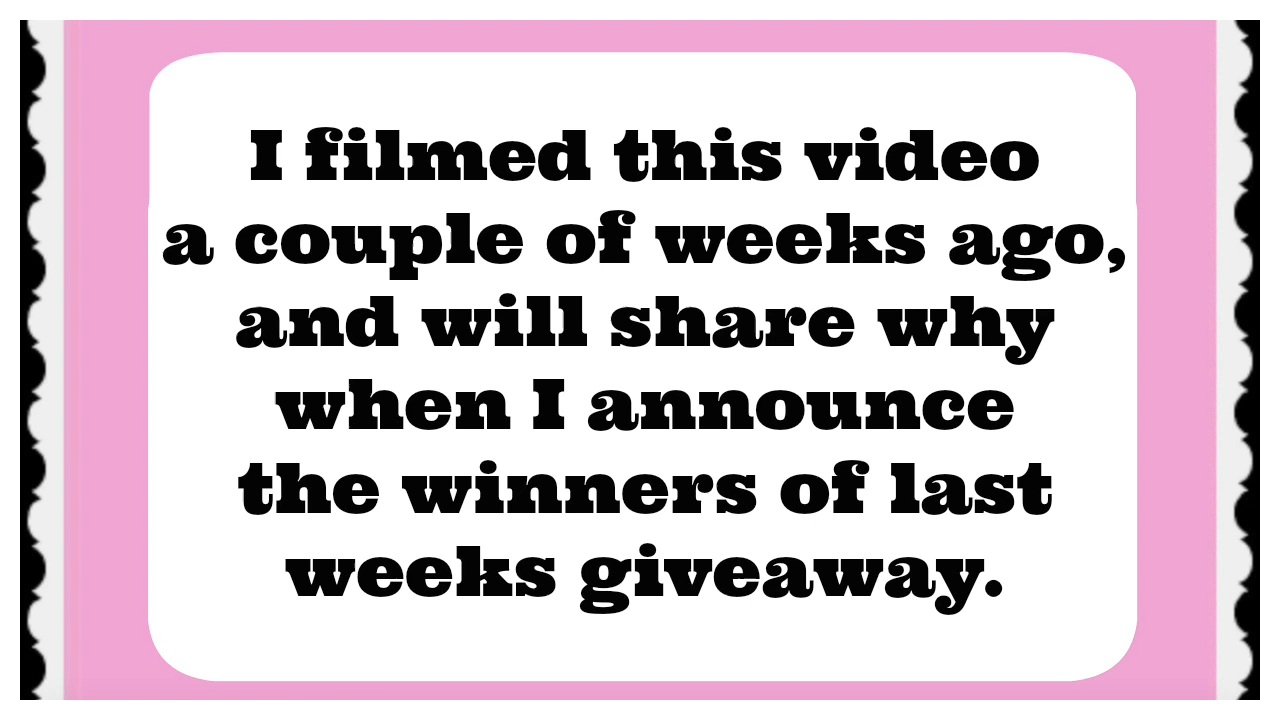 I filmed this video
a couple of weeks ago,
and will share why
when I announce
the winners of last
weeks giveaway.